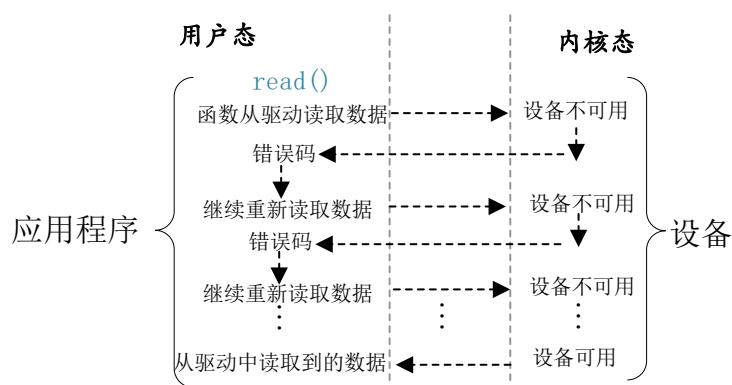 用户态
内核态
read()
函数从驱动读取数据
设备不可用
错误码
继续重新读取数据
设备不可用
应用程序
设备
错误码
继续重新读取数据
设备不可用
从驱动中读取到的数据
设备可用